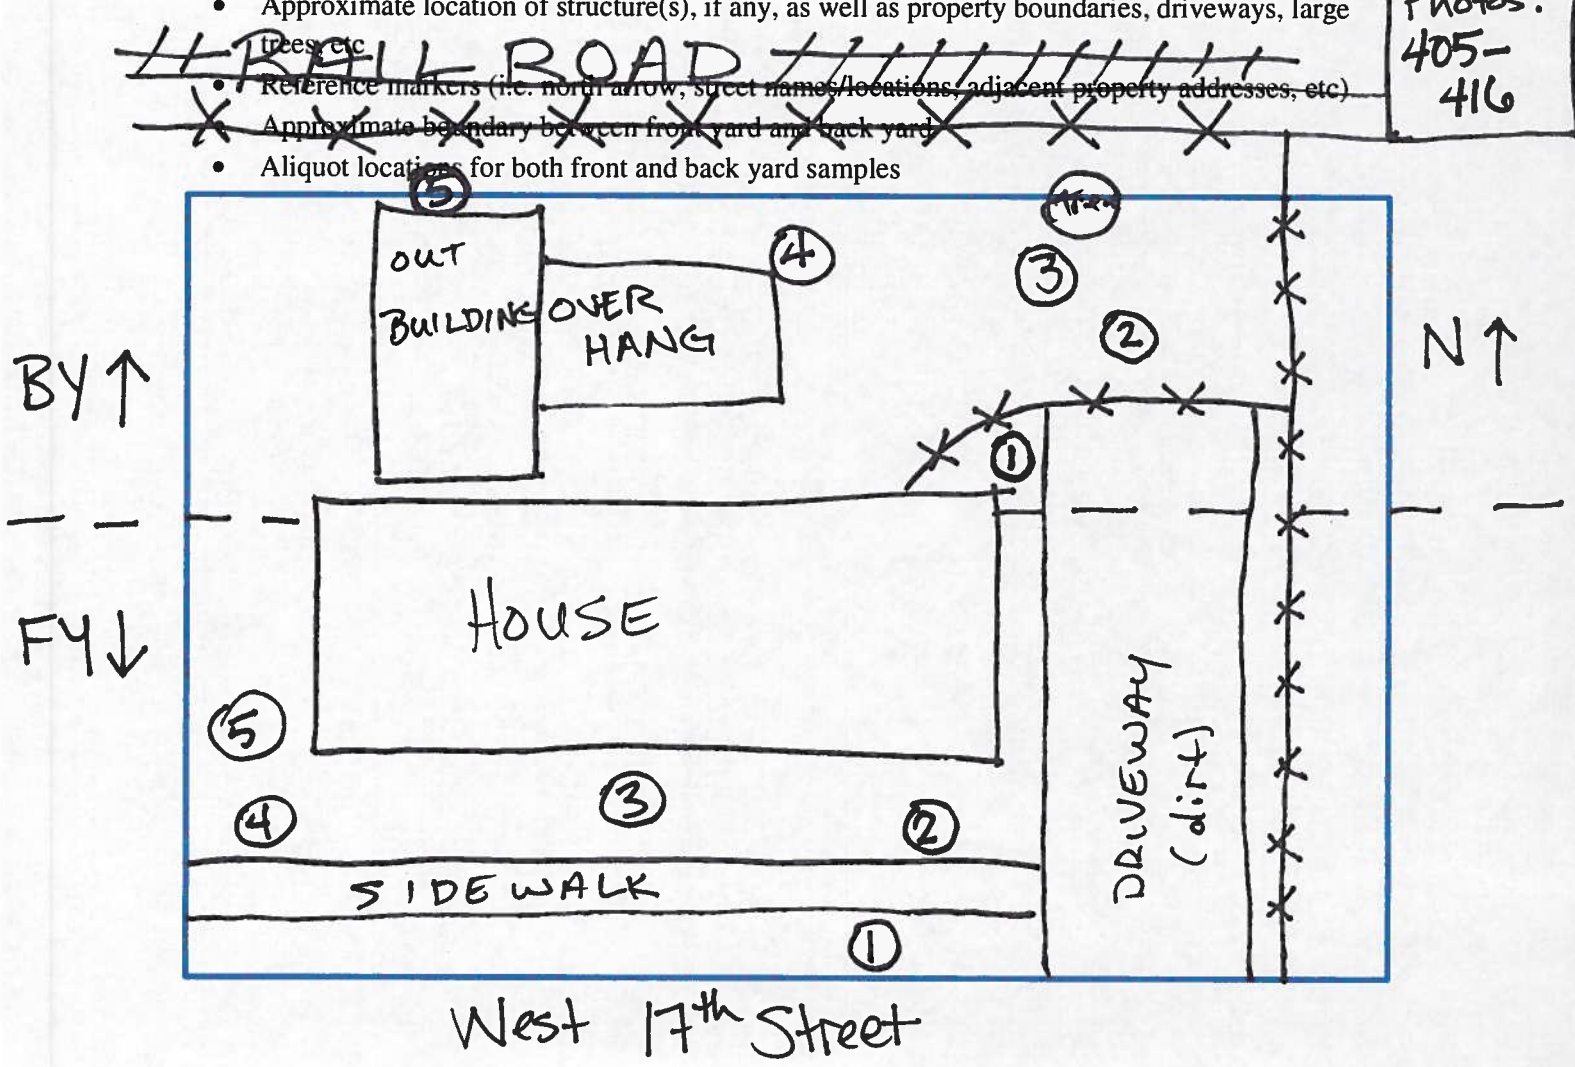 • Approximate location of structure(s), if any, as well as property boundaries, driveways, large
trees, etc
RAIL ROAD
Photos:
405-
416
• Reference markers (i.e. north arrow, street names/locations, adjacent property addresses, etc)
• Approximate boundary between front yard and back yard
• Aliquot locations for both front and back yard samples
5
tree
OUT
BUILDING
OVER
HANG
4
3
2
BY ↑
N ↑
1
HOUSE
FY ↓
5
4
3
2
DRIVEWAY
(dirt)
SIDEWALK
1
West 17th Street